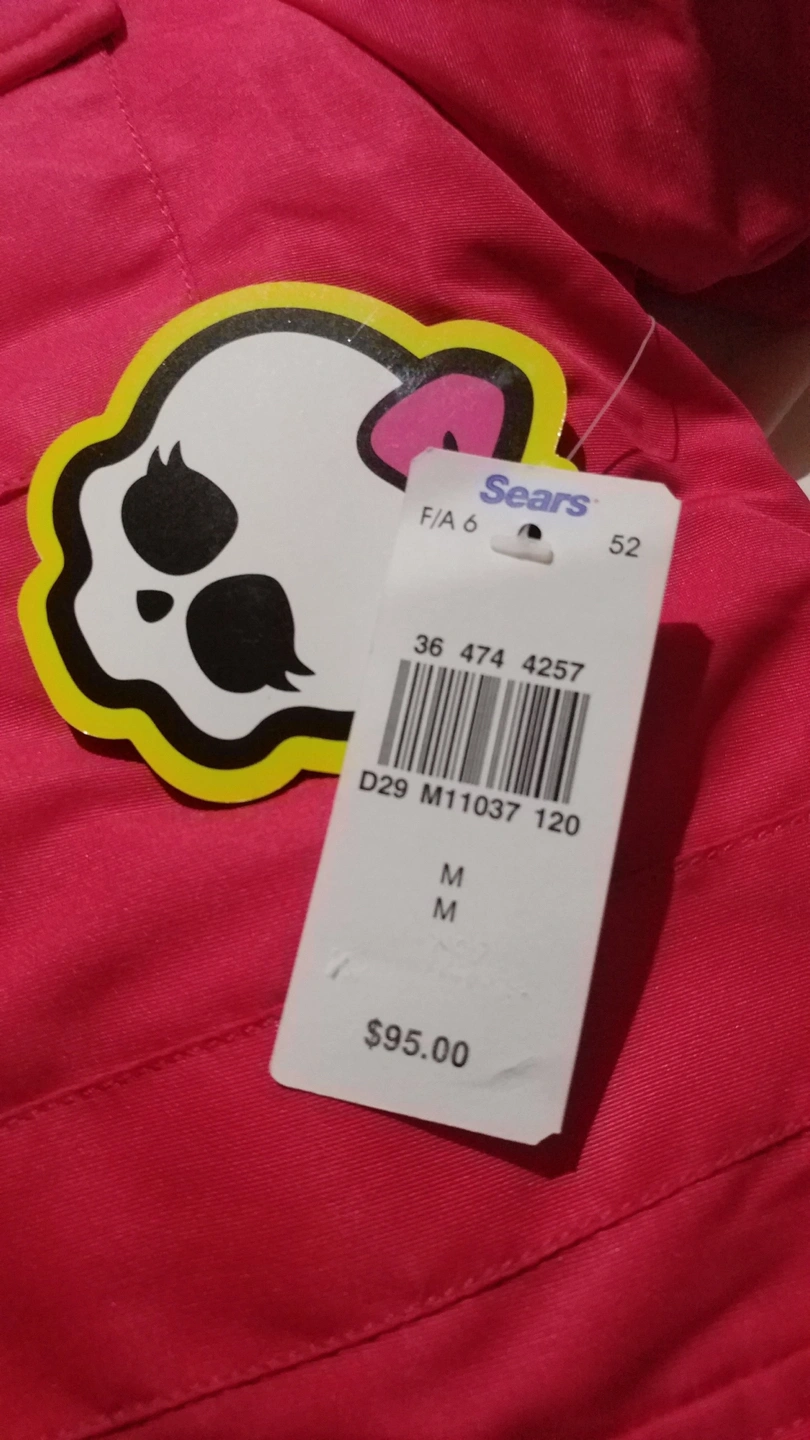 Sears
F/A 6
52
36 474 4257
D29 M11037 120
M
M
$95.00